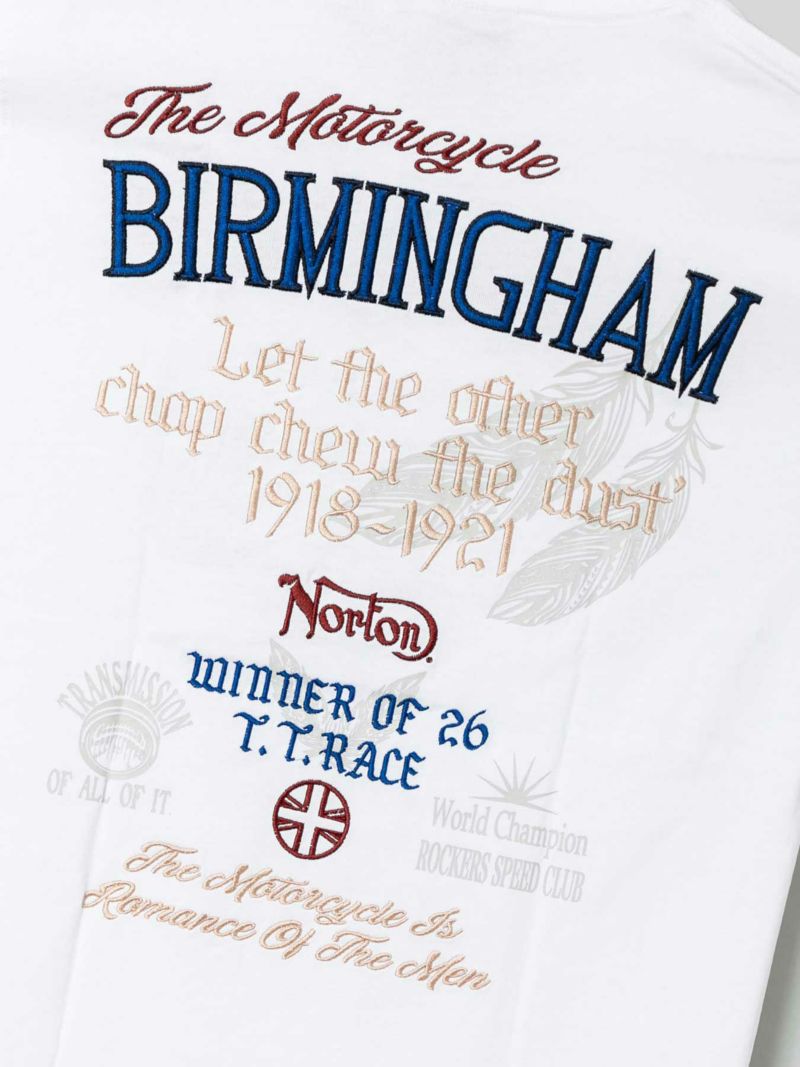 The Motorcycle
BIRMINGHAM
Let the other
chap chew the dust'
1918~1921
Norton.
WINNER OF 26
T.T.RACE
TRANSMISSION
OF ALL OF IT.
World Champion
ROCKERS SPEED CLUB
The Motorcycle Is
Romance Of The Men